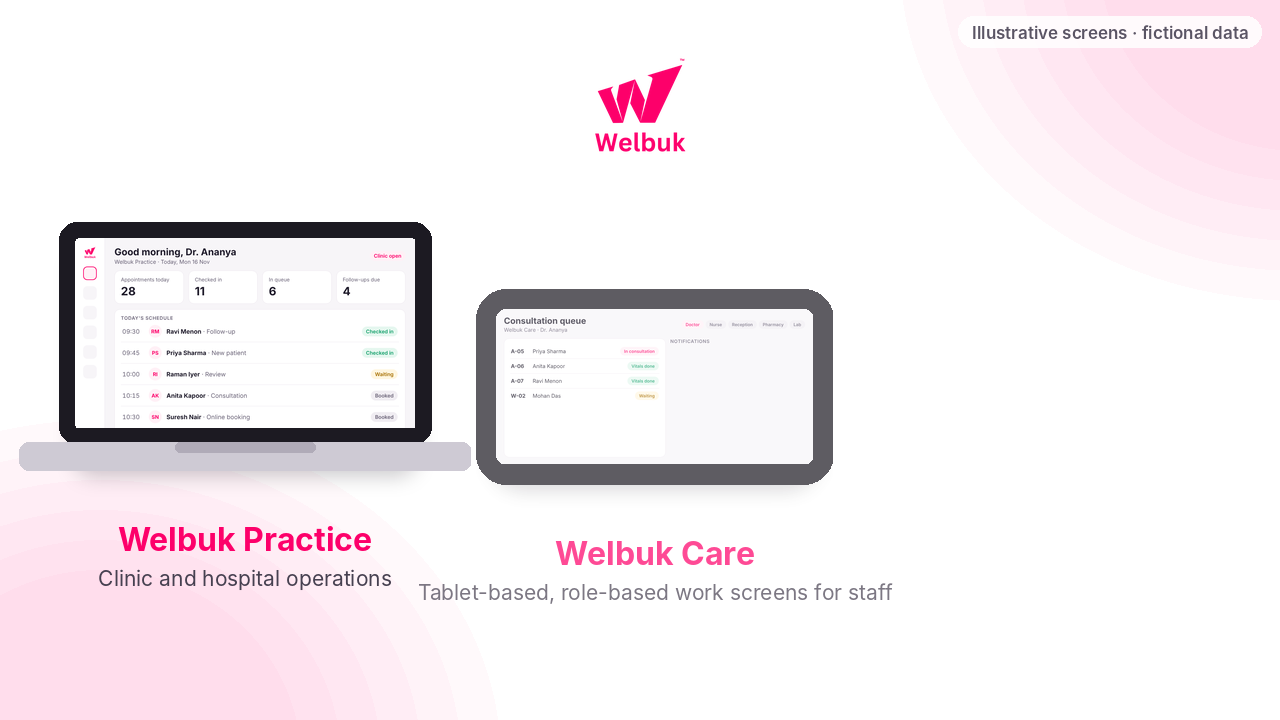 Illustrative screens · fictional data
Welbuk
Good morning, Dr. Ananya
Welbuk Practice · Today, Mon 16 Nov
Clinic open
Appointments today
28
Checked in
11
In queue
6
Follow-ups due
4
TODAY'S SCHEDULE
09:30 RM Ravi Menon · Follow-up Checked in
09:45 PS Priya Sharma · New patient Checked in
10:00 RI Raman Iyer · Review Waiting
10:15 AK Anita Kapoor · Consultation Booked
10:30 SN Suresh Nair · Online booking Booked
Consultation queue
Welbuk Care · Dr. Ananya
Doctor Nurse Reception Pharmacy Lab
A-05 Priya Sharma In consultation
A-06 Anita Kapoor Vitals done
A-07 Ravi Menon Vitals done
W-02 Mohan Das Waiting
NOTIFICATIONS
Welbuk Practice
Clinic and hospital operations
Welbuk Care
Tablet-based, role-based work screens for staff